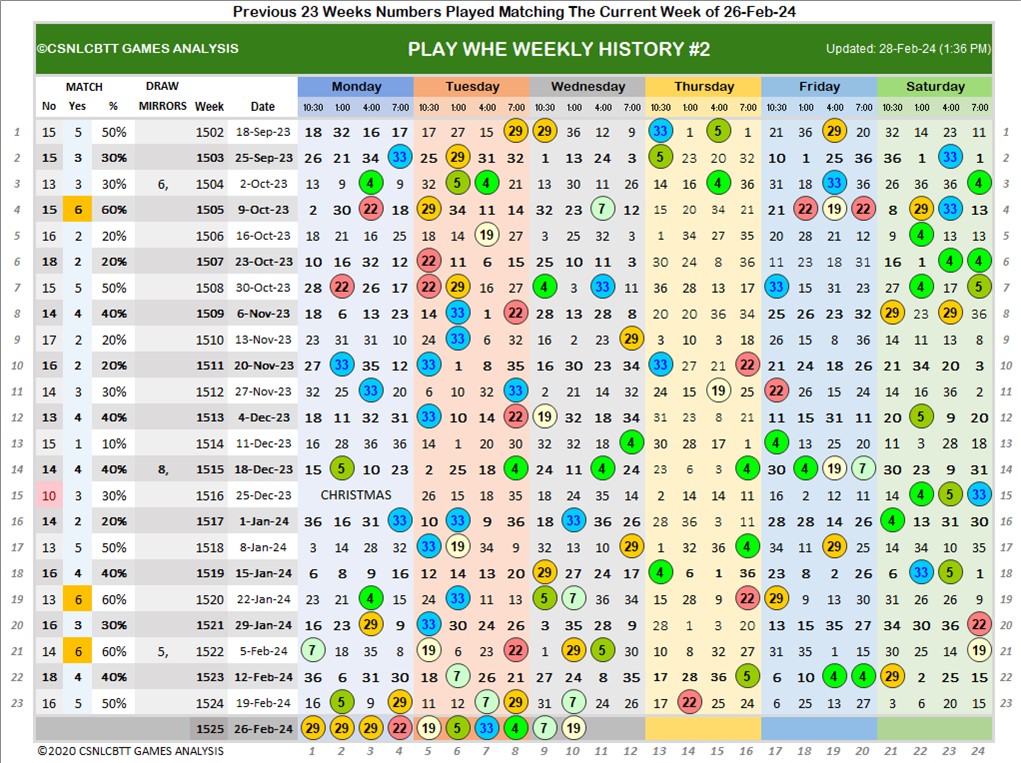 Previous 23 Weeks Numbers Played Matching The Current Week of 26-Feb-24
©CSNLCBTT GAMES ANALYSIS PLAY WHE WEEKLY HISTORY #2 Updated: 28-Feb-24 (1:36 PM)
MATCH DRAW Monday Tuesday Wednesday Thursday Friday Saturday
No Yes % MIRRORS Week Date 10:30 1:00 4:00 7:00 10:30 1:00 4:00 7:00 10:30 1:00 4:00 7:00 10:30 1:00 4:00 7:00 10:30 1:00 4:00 7:00 10:30 1:00 4:00 7:00
1 15 5 50% 1502 18-Sep-23 18 32 16 17 17 27 15 29 29 36 12 9 33 1 5 1 21 36 29 20 32 14 23 11 1
2 15 3 30% 1503 25-Sep-23 26 21 34 33 25 29 31 32 1 13 24 3 5 23 20 32 10 1 25 36 36 1 33 1 2
3 13 3 30% 6, 1504 2-Oct-23 13 9 4 9 32 5 4 21 13 30 11 26 14 16 4 36 31 18 33 36 26 36 36 4 3
4 15 6 60% 1505 9-Oct-23 2 30 22 18 29 34 11 14 32 23 7 12 15 20 34 21 21 22 19 22 8 29 33 13 4
5 16 2 20% 1506 16-Oct-23 18 21 16 25 18 14 19 27 3 25 32 3 1 34 27 35 20 28 21 12 9 4 13 13 5
6 18 2 20% 1507 23-Oct-23 10 16 32 12 22 11 6 15 25 10 11 3 30 24 8 36 11 23 18 31 16 1 4 4 6
7 15 5 50% 1508 30-Oct-23 28 22 26 17 22 29 16 27 4 3 33 11 36 28 13 17 33 15 31 23 27 4 17 5 7
8 14 4 40% 1509 6-Nov-23 18 6 13 23 14 33 1 22 28 13 28 8 20 20 36 34 25 26 23 32 29 23 29 36 8
9 17 2 20% 1510 13-Nov-23 23 31 31 10 24 33 6 32 16 2 23 29 3 10 3 18 26 15 8 36 14 11 13 8 9
10 16 2 20% 1511 20-Nov-23 27 33 35 12 33 1 8 35 16 30 23 34 33 27 21 22 21 24 18 26 21 34 20 3 10
11 14 3 30% 1512 27-Nov-23 32 25 33 20 6 10 32 33 2 21 14 32 24 15 19 25 22 26 15 24 14 16 36 2 11
12 13 4 40% 1513 4-Dec-23 18 11 32 31 33 10 14 22 19 32 18 34 31 23 8 21 11 15 31 11 20 5 9 20 12
13 15 1 10% 1514 11-Dec-23 16 28 36 36 14 1 20 30 32 32 18 4 30 28 17 1 4 13 25 20 11 3 28 18 13
14 14 4 40% 8, 1515 18-Dec-23 15 5 10 23 2 25 18 4 24 11 4 24 23 6 3 4 30 4 19 7 30 23 9 31 14
15 10 3 30% 1516 25-Dec-23 CHRISTMAS 26 15 18 35 18 24 35 14 2 14 14 11 16 2 12 11 14 4 5 33 15
16 14 2 20% 1517 1-Jan-24 36 16 31 33 10 33 9 36 18 33 36 26 28 36 3 11 28 28 14 26 4 13 31 30 16
17 13 5 50% 1518 8-Jan-24 3 14 28 32 33 19 34 9 32 13 10 29 1 32 36 4 34 11 29 25 14 34 10 35 17
18 16 4 40% 1519 15-Jan-24 6 8 9 16 12 14 13 20 29 27 24 17 4 6 1 36 23 8 2 26 6 33 5 1 18
19 13 6 60% 1520 22-Jan-24 23 21 4 15 24 33 11 13 5 7 34 36 15 28 9 22 29 9 13 30 31 26 26 9 19
20 16 3 30% 1521 29-Jan-24 16 23 29 9 33 30 24 26 3 35 28 9 28 1 3 20 13 15 35 27 34 30 36 22 20
21 14 6 60% 5, 1522 5-Feb-24 7 18 35 8 19 6 23 22 1 29 5 30 10 8 32 27 31 35 1 15 30 21 31 19 21
22 18 4 40% 1523 12-Feb-24 36 6 31 30 18 7 26 21 27 24 8 35 17 28 36 5 6 10 4 4 29 2 25 15 22
23 16 5 50% 1524 19-Feb-24 16 5 9 29 11 12 7 29 31 7 24 26 17 22 25 24 6 25 13 27 3 6 20 15 23
1525 26-Feb-24 29 29 29 22 19 5 33 4 7 19
©2020 CSNLCBTT GAMES ANALYSIS 1 2 3 4 5 6 7 8 9 10 11 12 13 14 15 16 17 18 19 20 21 22 23 24